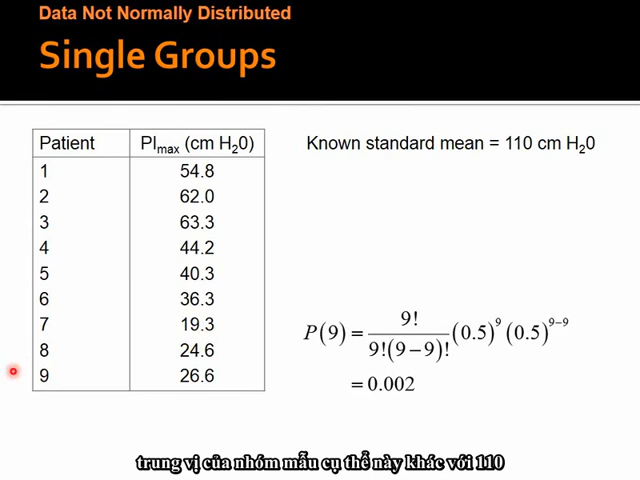 Data Not Normally Distributed
Single Groups
Patient PImax (cm H20) Known standard mean = 110 cm H2O
1 54.8
2 62.0
3 63.3
4 44.2
5 40.3
6 36.3
7 19.3
8 24.6
9 26.6
P(9) = 9! / 9!(9−9)! (0.5)^9 (0.5)^9−9
= 0.002
trung vị của nhóm mẫu cụ thể này khác với 110